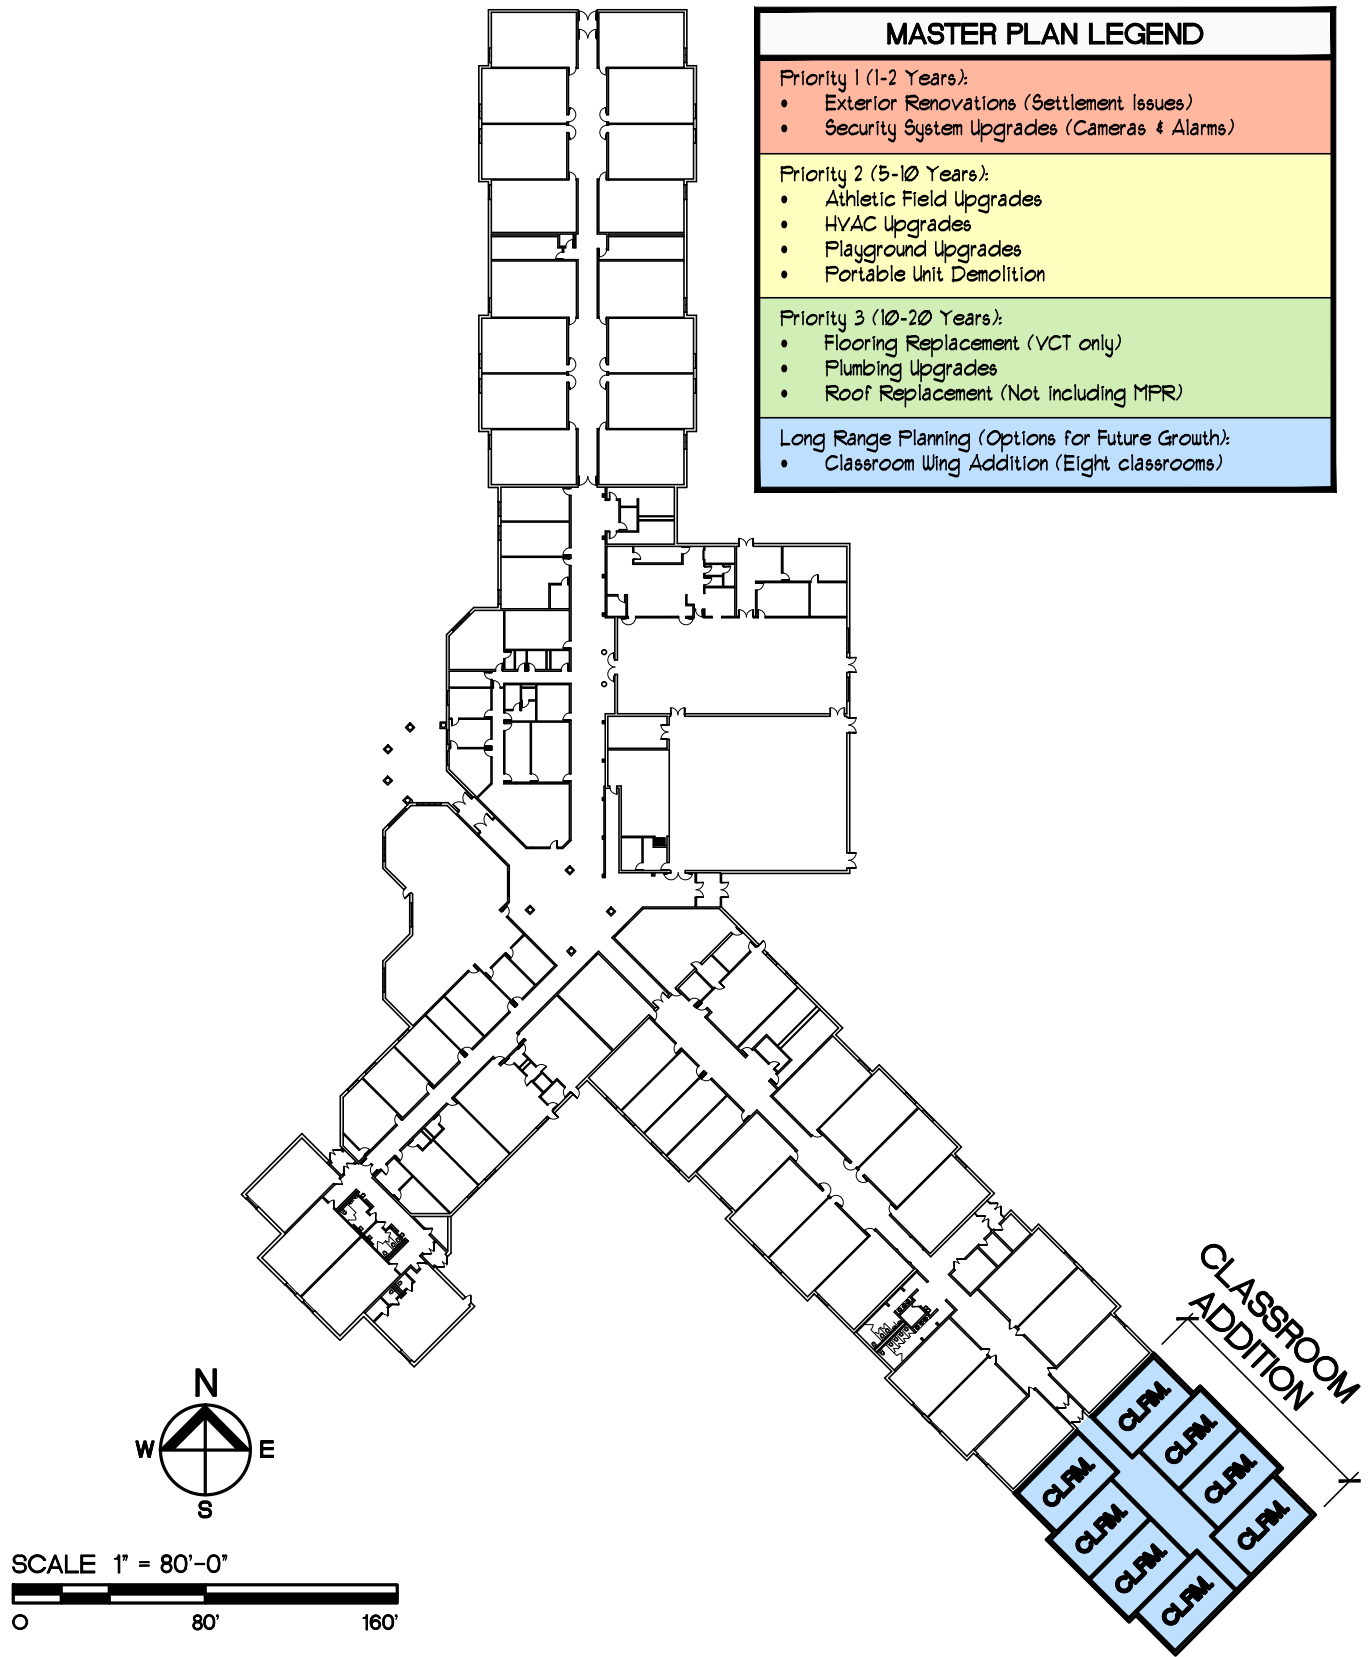 MASTER PLAN LEGEND
Priority 1 (1-2 Years):
• Exterior Renovations (Settlement Issues)
• Security System Upgrades (Cameras & Alarms)
Priority 2 (5-10 Years):
• Athletic Field Upgrades
• HVAC Upgrades
• Playground Upgrades
• Portable Unit Demolition
Priority 3 (10-20 Years):
• Flooring Replacement (VCT only)
• Plumbing Upgrades
• Roof Replacement (Not including MPR)
Long Range Planning (Options for Future Growth):
• Classroom Wing Addition (Eight classrooms)
CLASSROOM
ADDITION
CLRM.
CLRM.
CLRM.
CLRM.
CLRM.
CLRM.
CLRM.
CLRM.
N
W E
S
SCALE 1" = 80'-0"
0 80' 160'